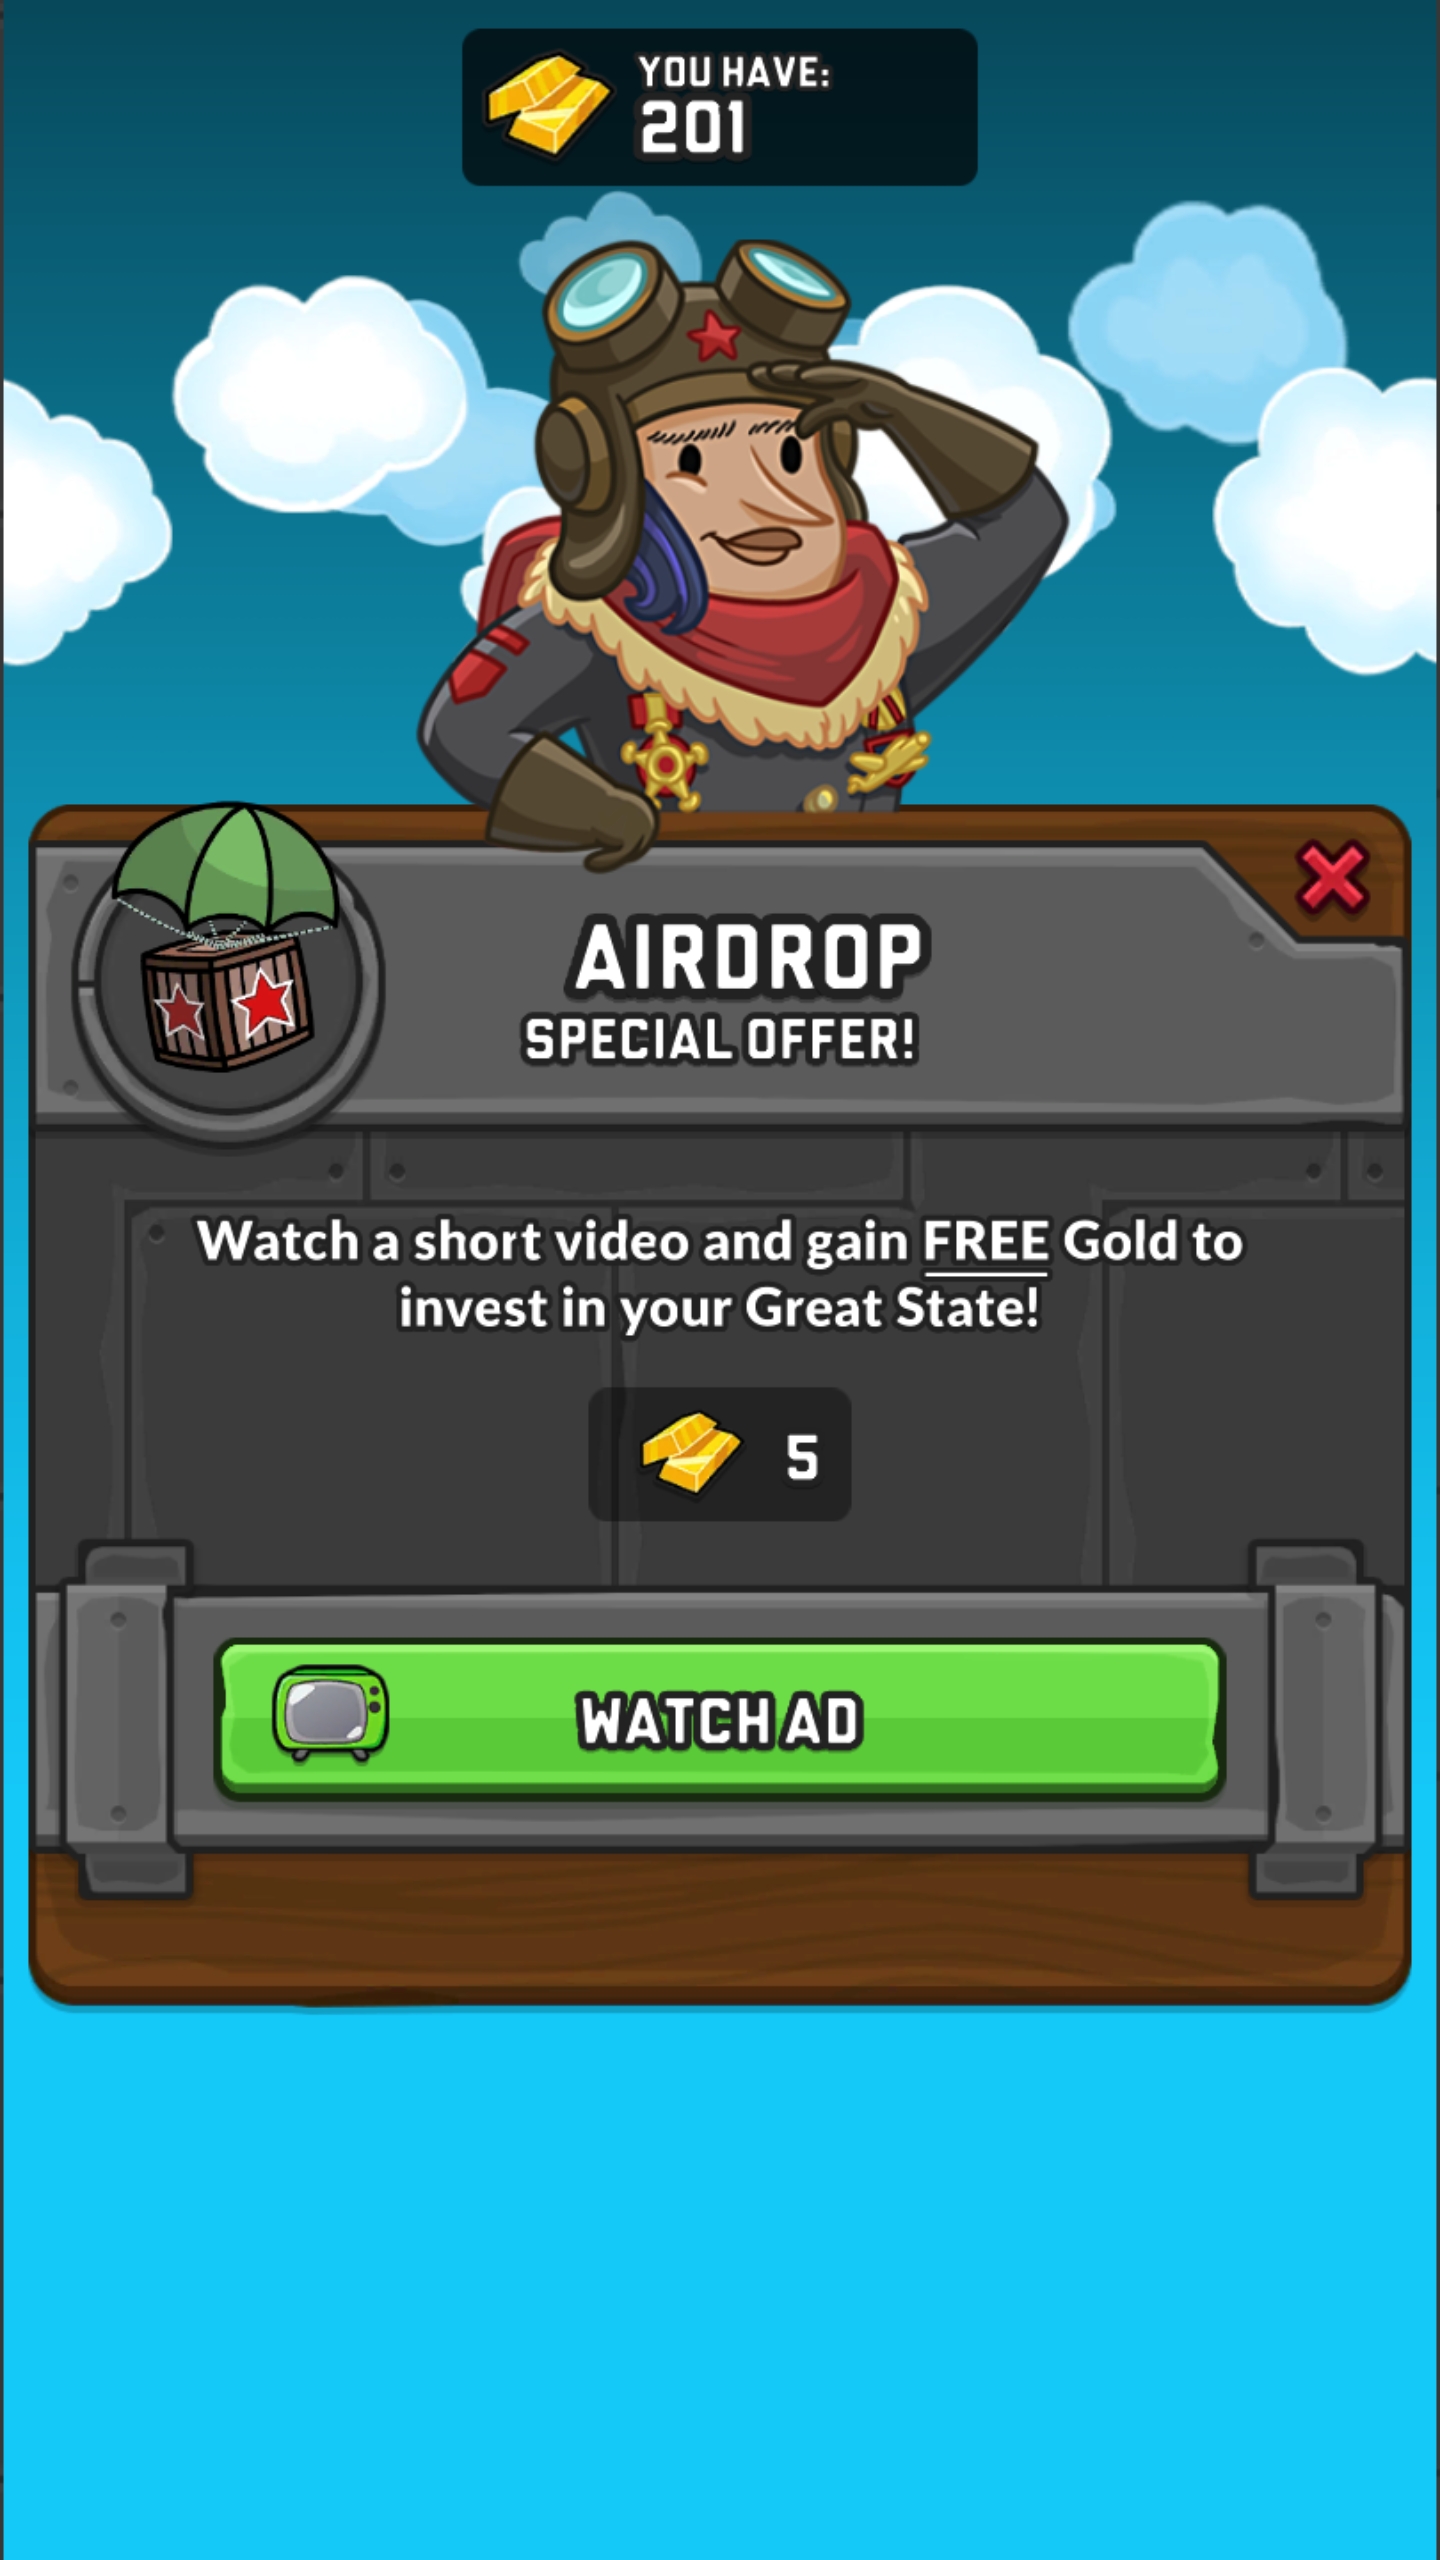 YOU HAVE:
201
AIRDROP
SPECIAL OFFER!
Watch a short video and gain FREE Gold to
invest in your Great State!
5
WATCH AD